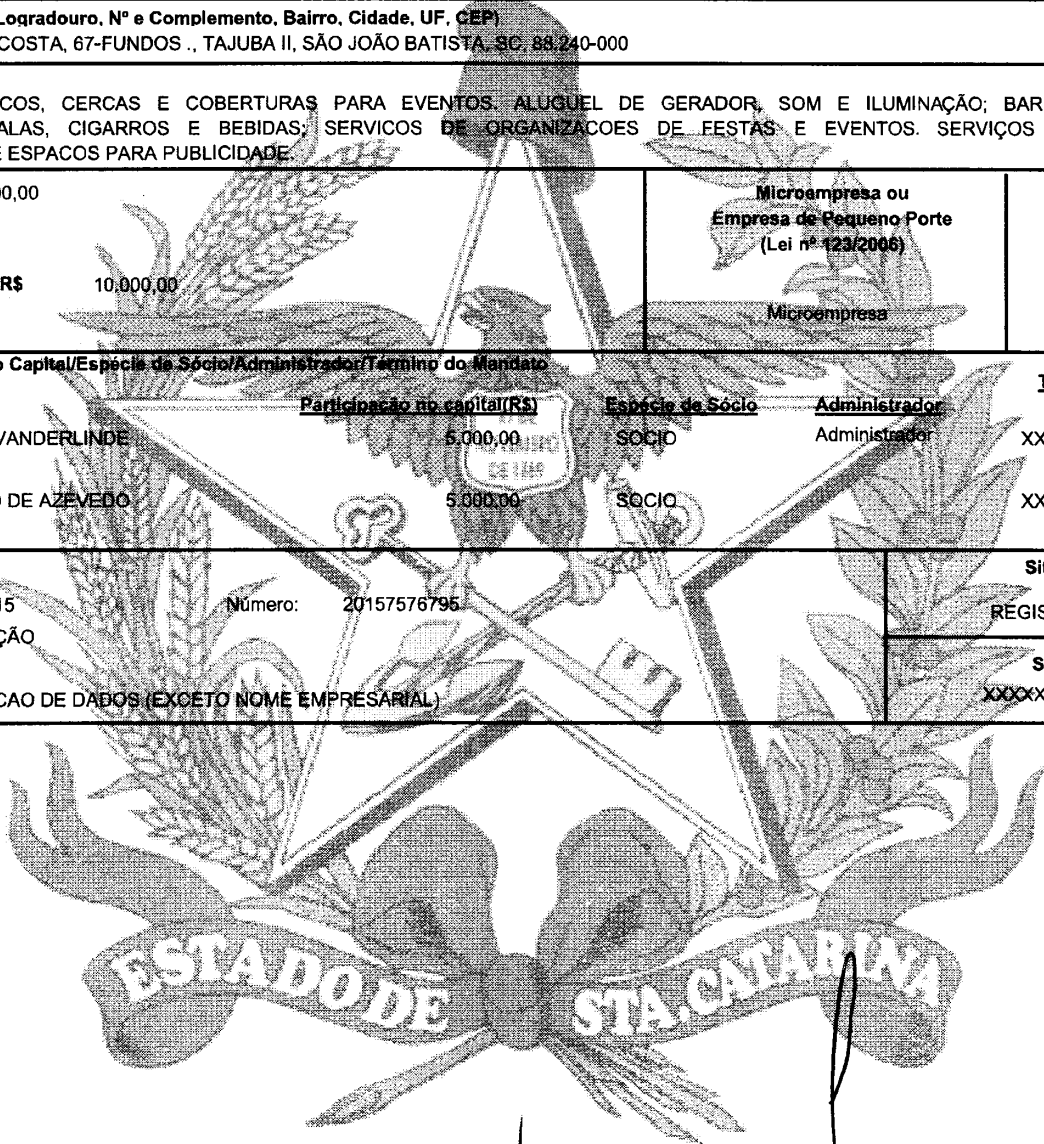 Logradouro, Nº e Complemento, Bairro, Cidade, UF, CEP)
COSTA, 67-FUNDOS ., TAJUBA II, SÃO JOÃO BATISTA, SC, 88.240-000
COS, CERCAS E COBERTURAS PARA EVENTOS. ALUGUEL DE GERADOR, SOM E ILUMINAÇÃO; BAR
ALAS, CIGARROS E BEBIDAS; SERVICOS DE ORGANIZACOES DE FESTAS E EVENTOS. SERVIÇOS
E ESPACOS PARA PUBLICIDADE.
00,00
Microempresa ou
Empresa de Pequeno Porte
(Lei nº 123/2006)
R$ 10.000,00
Microempresa
o Capital/Espécie de Sócio/Administrador/Término do Mandato
Participação no capital(R$) Espécie de Sócio Administrador
VANDERLINDE 5.000,00 SOCIO Administrador XX
O DE AZEVEDO 5.000,00 SOCIO XX
Sit
15 Número: 20157576795 REGIS
ÇÃO
S
CAO DE DADOS (EXCETO NOME EMPRESARIAL) XXXXX
ESTADO DE STA.CATARINA